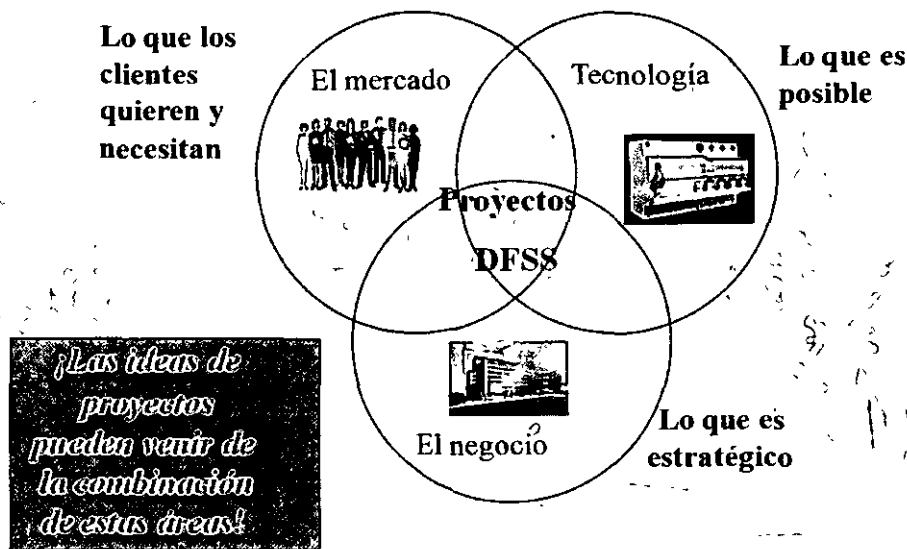 Lo que los
clientes
quieren y
necesitan
El mercado
Tecnología
Lo que es
posible
Proyectos
DFSS
El negocio
Lo que es
estratégico
¡Las ideas de
proyectos
pueden venir de
la combinación
de estas áreas!